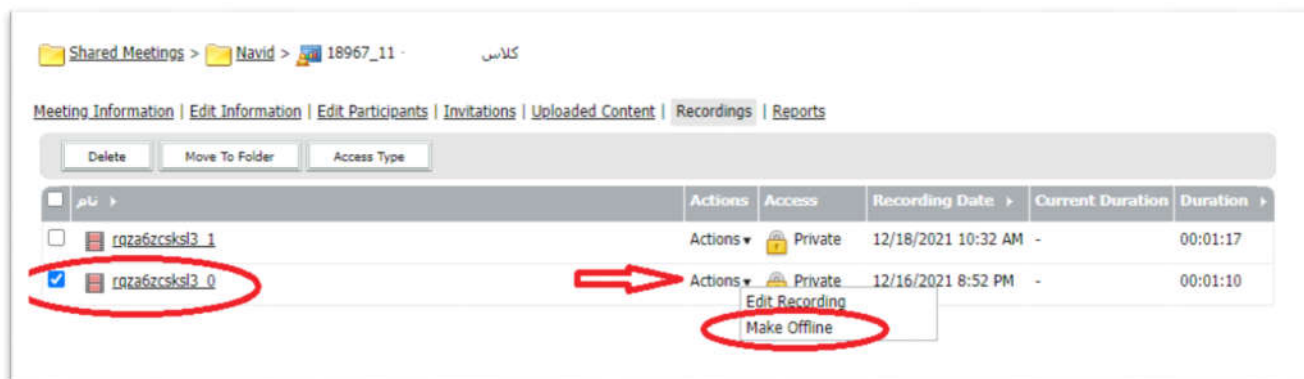 Shared Meetings > Navid > 18967_11 - کلاس
Meeting Information | Edit Information | Edit Participants | Invitations | Uploaded Content | Recordings | Reports
Delete Move To Folder Access Type
نام Actions Access Recording Date Current Duration Duration
rqza6zcsksl3_1 Actions Private 12/18/2021 10:32 AM - 00:01:17
rqza6zcsksl3_0 Actions Private 12/16/2021 8:52 PM - 00:01:10
Edit Recording
Make Offline